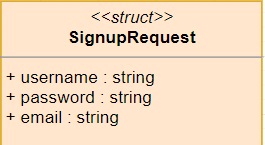 <<struct>>
SignupRequest
+ username : string
+ password : string
+ email : string